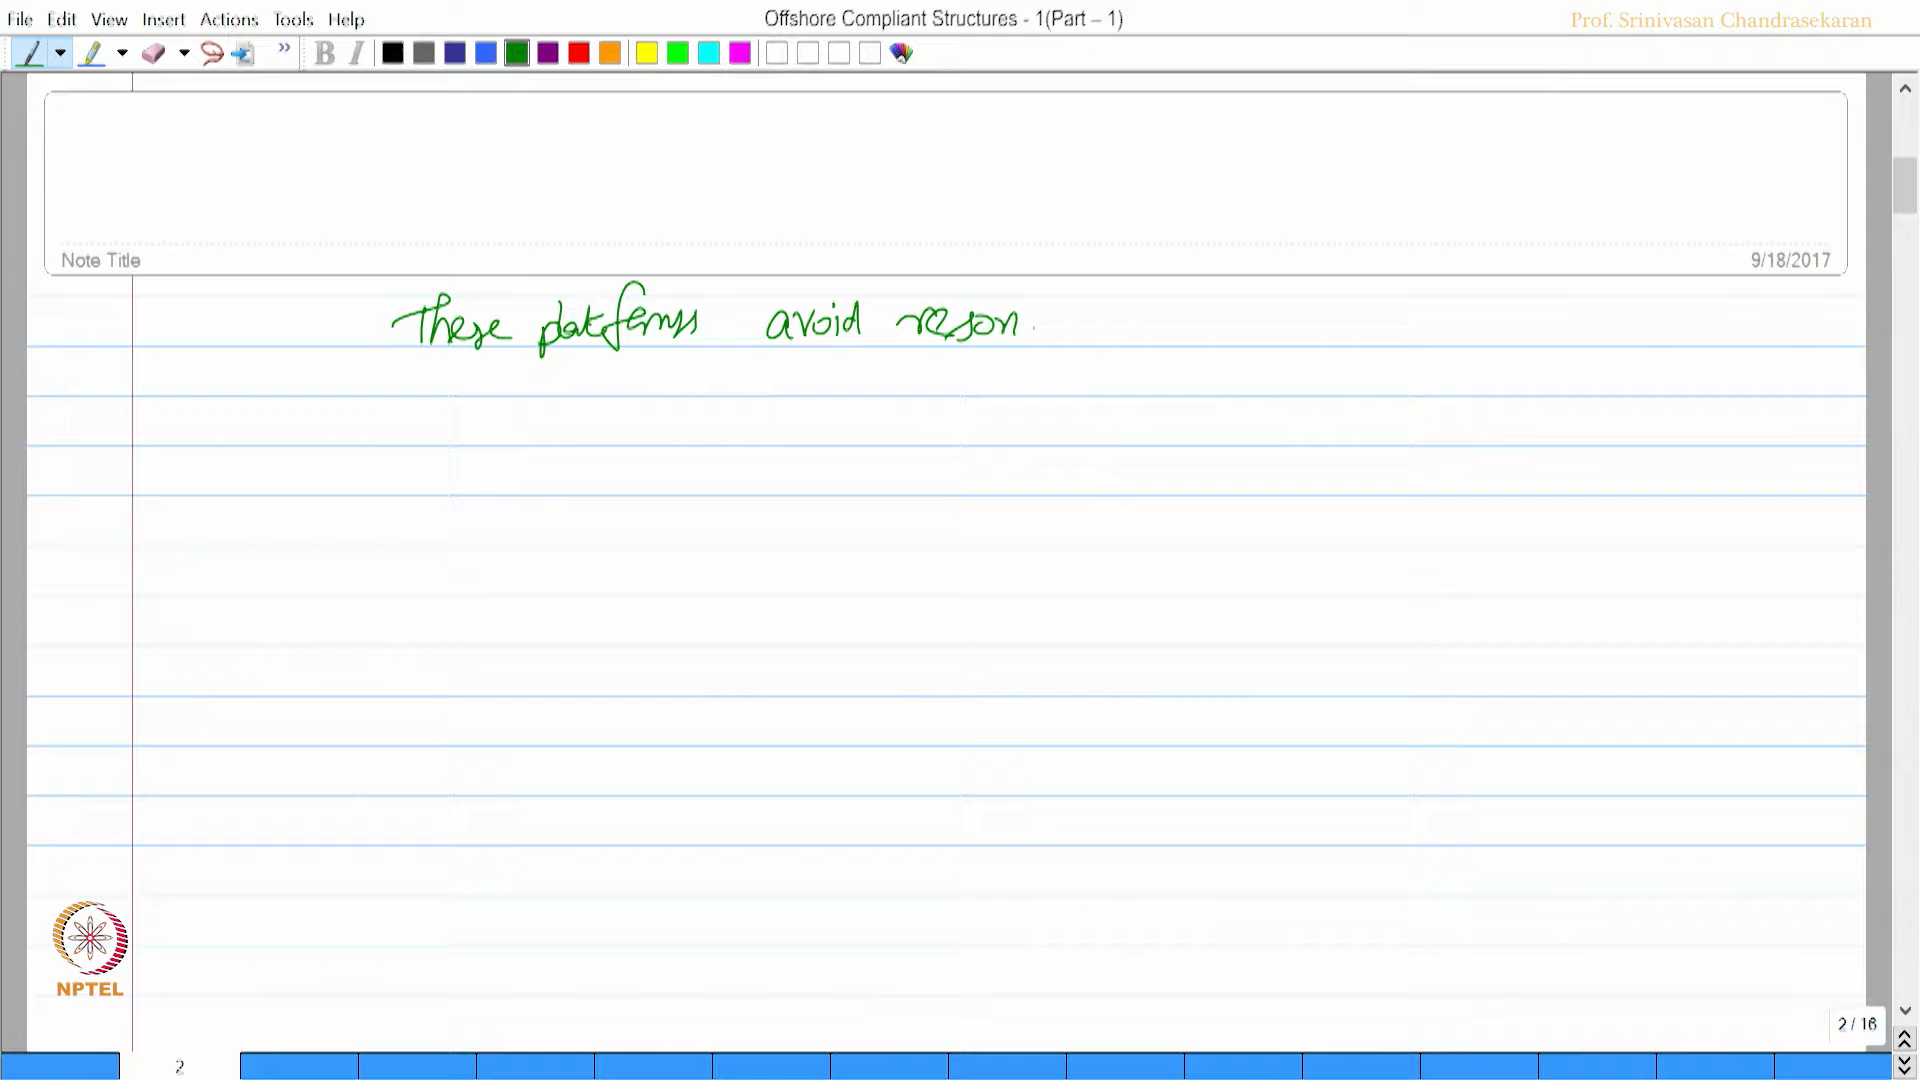 File Edit View Insert Actions Tools Help
Offshore Compliant Structures - 1(Part – 1)
Prof. Srinivasan Chandrasekaran
B I
Note Title
9/18/2017
These platforms avoid reson
NPTEL
2 / 16
2